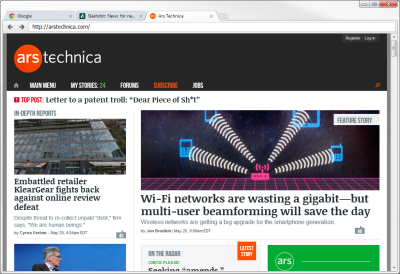 Google
Slashdot: News for ne...
Ars Technica
http://arstechnica.com/
Register Log in
ars technica
MAIN MENU MY STORIES: 24 FORUMS SUBSCRIBE JOBS
TOP POST: Letter to a patent troll: “Dear Piece of Sh*t”
IN-DEPTH REPORTS
FEATURE STORY
Embattled retailer
KlearGear fights back
against online review
defeat
Despite threat to re-collect unpaid "debt," firm
says, "We are human beings."
by Cyrus Farivar - May 20, 4:56pm EDT
Wi-Fi networks are wasting a gigabit—but
multi-user beamforming will save the day
Wireless networks are getting a big upgrade for the smartphone generation.
by Jon Brodkin | May 20, 9:00am EDT
ON THE RADAR
LATEST
STORY
CHECK PLEASE
Seeking “amends,”
ars